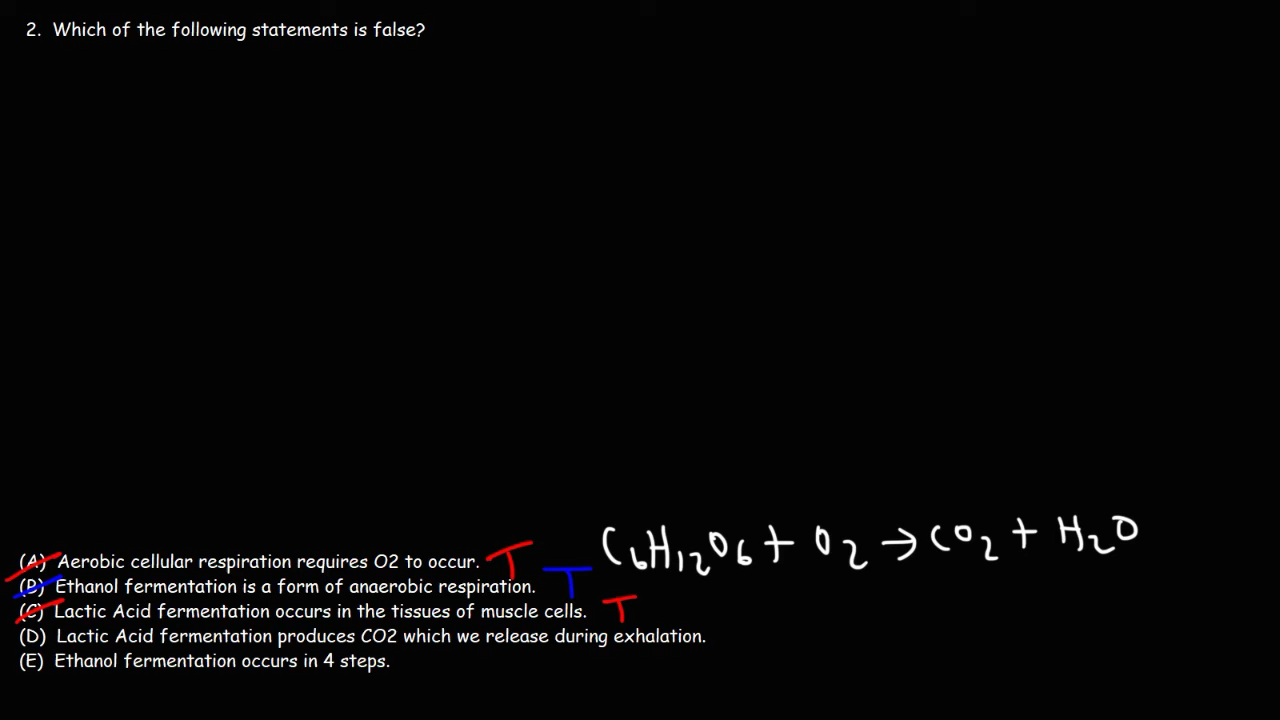 2. Which of the following statements is false?
C6H12O6 + O2 → CO2 + H2O
(A) Aerobic cellular respiration requires O2 to occur. T
(B) Ethanol fermentation is a form of anaerobic respiration. T
(C) Lactic Acid fermentation occurs in the tissues of muscle cells. T
(D) Lactic Acid fermentation produces CO2 which we release during exhalation.
(E) Ethanol fermentation occurs in 4 steps.